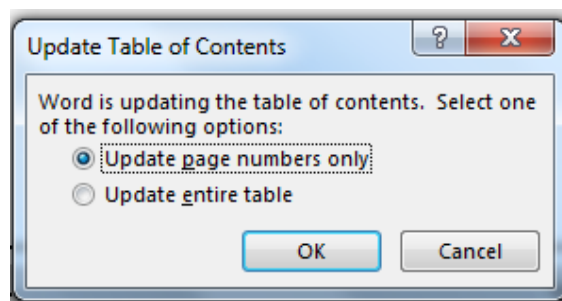 Update Table of Contents
Word is updating the table of contents. Select one
of the following options:
Update page numbers only
Update entire table
OK Cancel